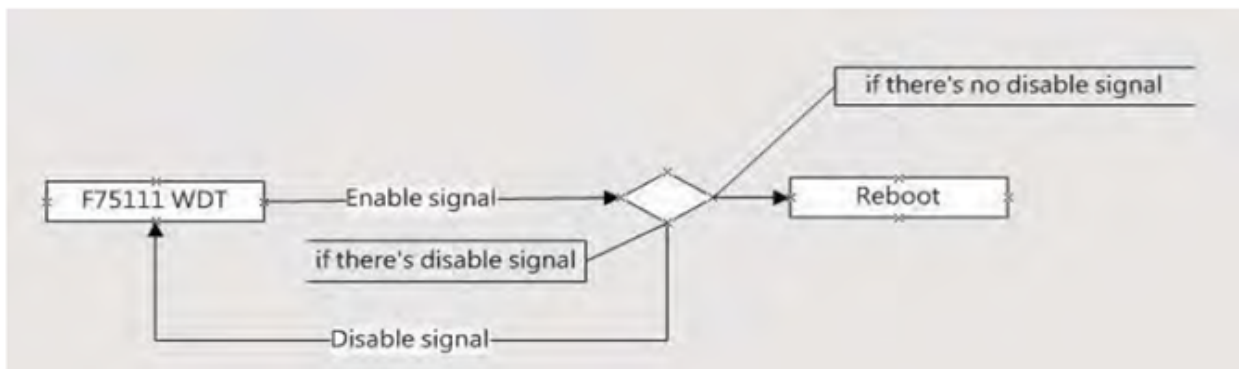 if there's no disable signal
F75111 WDT
Enable signal
Reboot
if there's disable signal
Disable signal